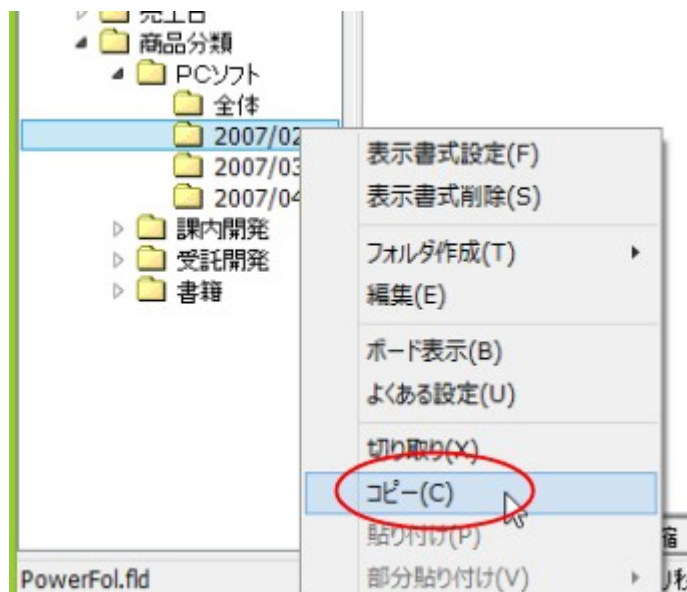 売上日
商品分類
PCソフト
全体
2007/02
2007/03
2007/04
課内開発
受託開発
書籍
表示書式設定(F)
表示書式削除(S)
フォルダ作成(T)
編集(E)
ボード表示(B)
よくある設定(U)
切り取り(X)
コピー(C)
貼り付け(P)
部分貼り付け(V)
PowerFol.fld